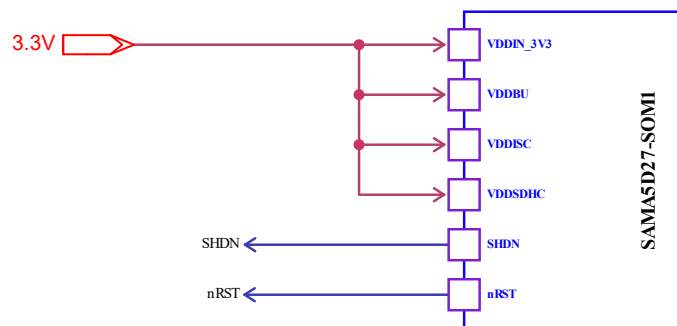 3.3V
VDDIN_3V3
VDDBU
VDDISC
VDDSDHC
SHDN
SHDN
nRST
nRST
SAMA5D27-SOM1